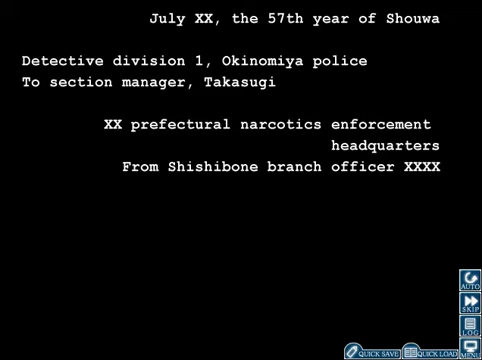 July XX, the 57th year of Shouwa
Detective division 1, Okinomiya police
To section manager, Takasugi
XX prefectural narcotics enforcement
headquarters
From Shishibone branch officer XXXX
AUTO
SKIP
LOG
QUICK SAVE QUICK LOAD MENU